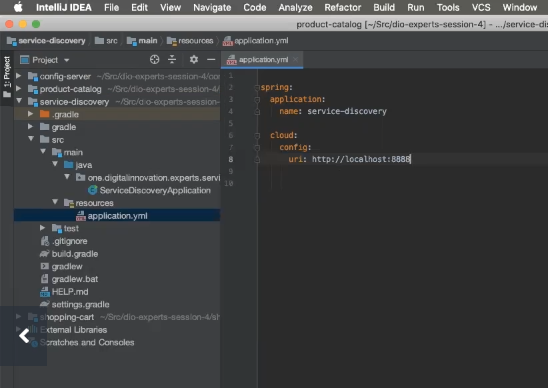 IntelliJ IDEA File Edit View Navigate Code Analyze Refactor Build Run Tools VCS Window
product-catalog [~/Src/dio-experts-session-4] - .../service-dis
service-discovery src main resources application.yml
Project
application.yml
1: Project
config-server ~/Src/dio-experts-session-4/con
product-catalog ~/Src/dio-experts-session-4/
service-discovery ~/Src/dio-experts-session-
.gradle
gradle
src
main
java
one.digitalinnovation.experts.servi
ServiceDiscoveryApplication
resources
application.yml
test
.gitignore
build.gradle
gradlew
gradlew.bat
HELP.md
settings.gradle
shopping-cart ~/Src/dio-experts-session-4/sh
External Libraries
Scratches and Consoles
1
2 spring:
3 application:
4 name: service-discovery
5
6 cloud:
7 config:
8 uri: http://localhost:8888
9
10